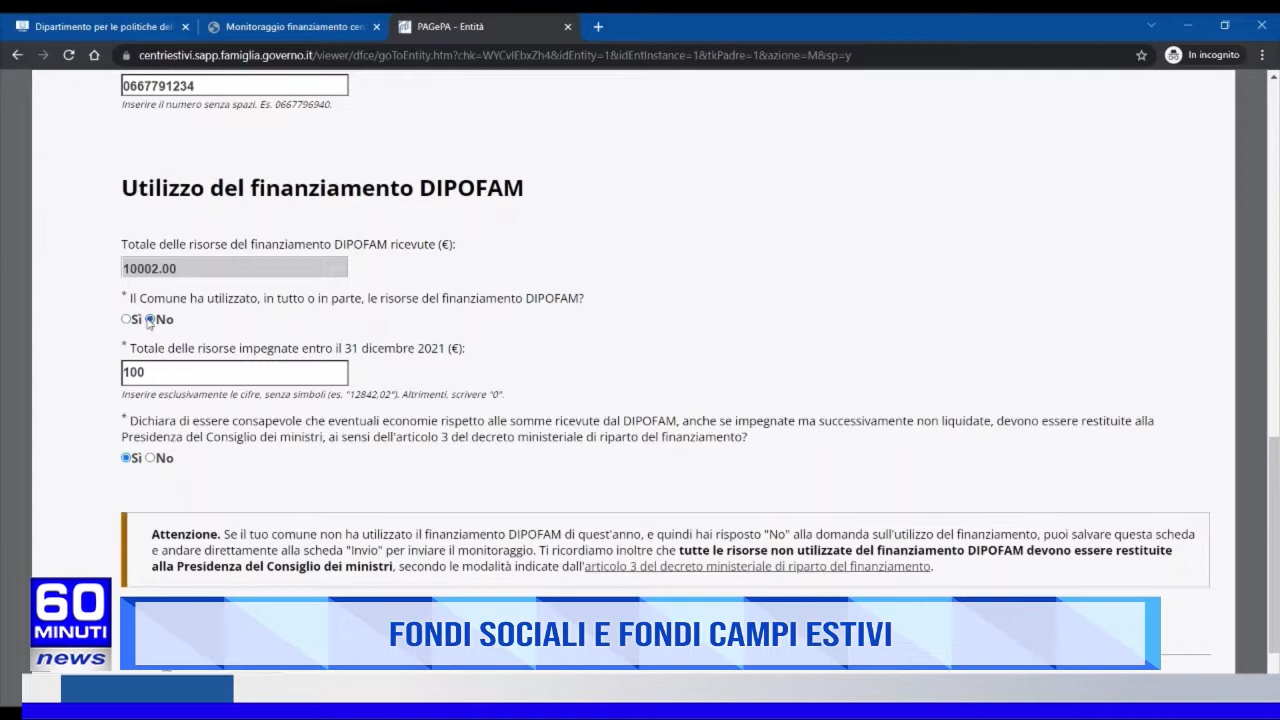 Dipartimento per le politiche del
Monitoraggio finanziamento cen
PAGePA - Entità
centriestivi.sapp.famiglia.governo.it/viewer/dfce/goToEntity.htm?chk=WYCvIEbxZh4&idEntity=1&idEntInstance=1&tkPadre=1&azione=M&sp=y
In incognito
0667791234
Inserire il numero senza spazi. Es. 0667796940.
Utilizzo del finanziamento DIPOFAM
Totale delle risorse del finanziamento DIPOFAM ricevute (€):
10002.00
* Il Comune ha utilizzato, in tutto o in parte, le risorse del finanziamento DIPOFAM?
Sì No
* Totale delle risorse impegnate entro il 31 dicembre 2021 (€):
100
Inserire esclusivamente le cifre, senza simboli (es. "12842,02"). Altrimenti, scrivere "0".
* Dichiara di essere consapevole che eventuali economie rispetto alle somme ricevute dal DIPOFAM, anche se impegnate ma successivamente non liquidate, devono essere restituite alla
Presidenza del Consiglio dei ministri, ai sensi dell'articolo 3 del decreto ministeriale di riparto del finanziamento?
Sì No
Attenzione. Se il tuo comune non ha utilizzato il finanziamento DIPOFAM di quest'anno, e quindi hai risposto "No" alla domanda sull'utilizzo del finanziamento, puoi salvare questa scheda
e andare direttamente alla scheda "Invio" per inviare il monitoraggio. Ti ricordiamo inoltre che tutte le risorse non utilizzate del finanziamento DIPOFAM devono essere restituite
alla Presidenza del Consiglio dei ministri, secondo le modalità indicate dall'articolo 3 del decreto ministeriale di riparto del finanziamento.
60
MINUTI
news
FONDI SOCIALI E FONDI CAMPI ESTIVI